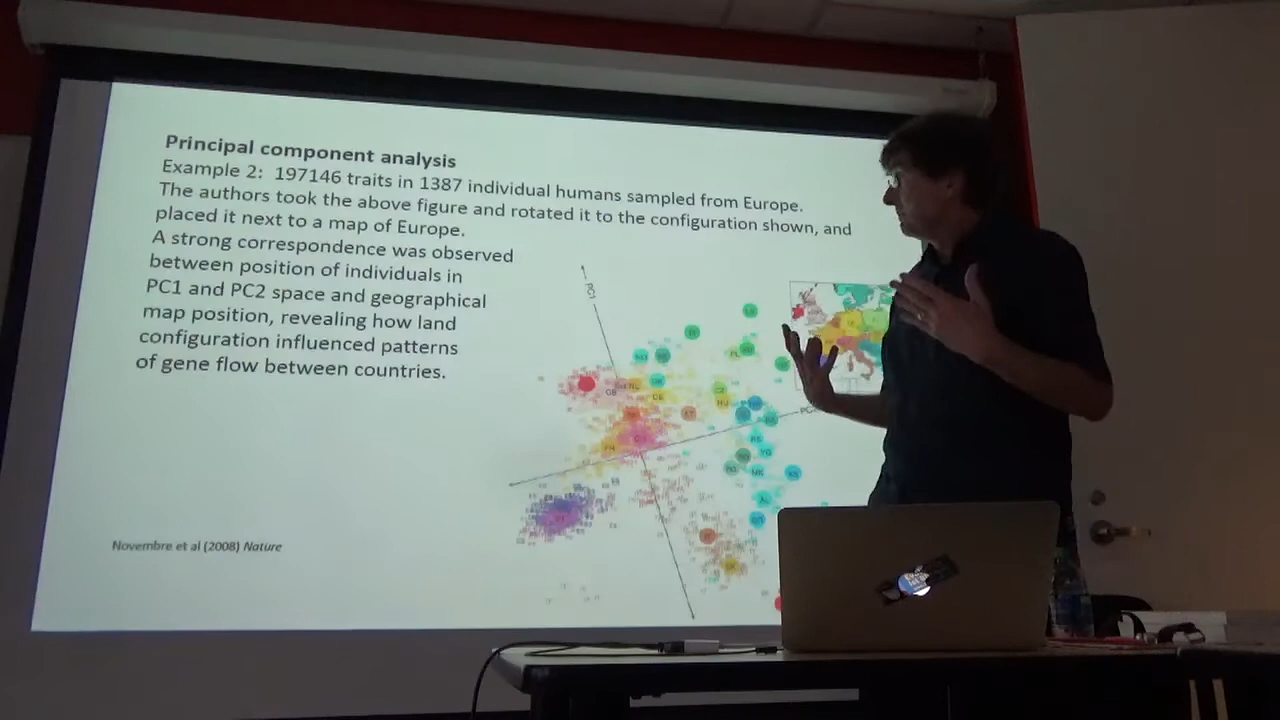 Principal component analysis
Example 2: 197146 traits in 1387 individual humans sampled from Europe.
The authors took the above figure and rotated it to the configuration shown, and
placed it next to a map of Europe.
A strong correspondence was observed
between position of individuals in
PC1 and PC2 space and geographical
map position, revealing how land
configuration influenced patterns
of gene flow between countries.
PC1
Novembre et al (2008) Nature